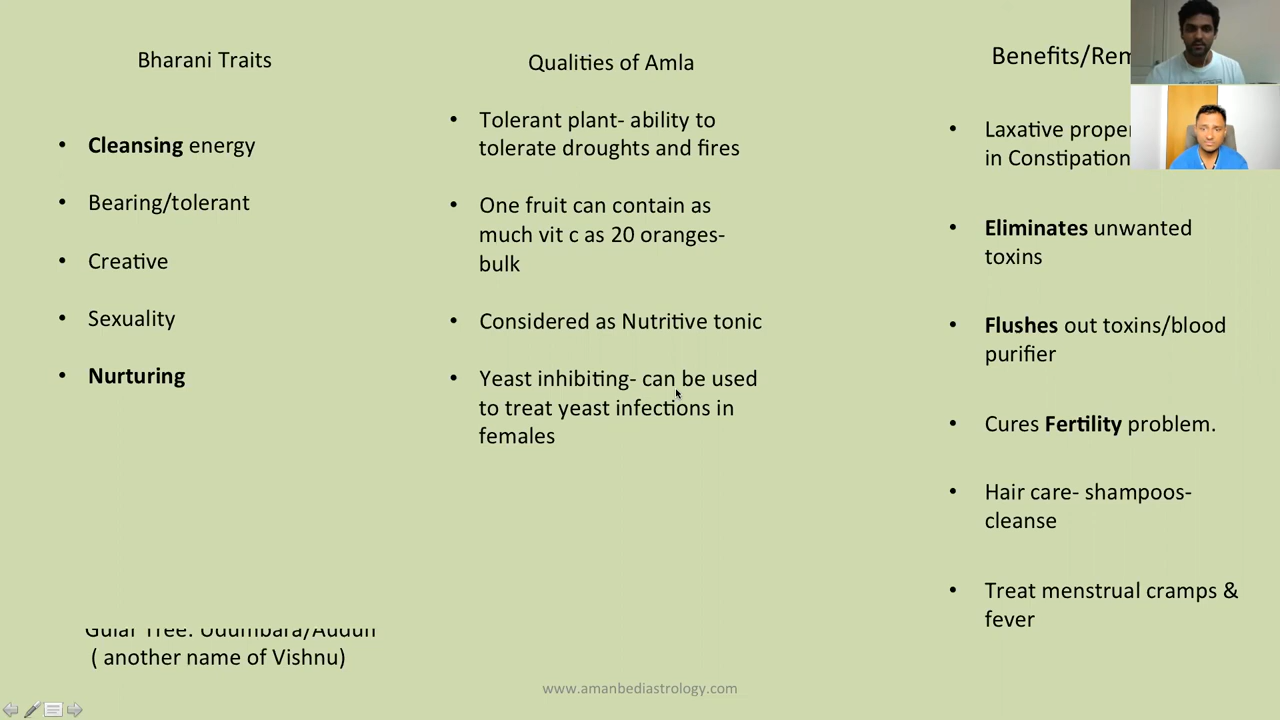 Bharani Traits
• Cleansing energy
• Bearing/tolerant
• Creative
• Sexuality
• Nurturing
Gular Tree: Udumbara/Audun
( another name of Vishnu)
Qualities of Amla
• Tolerant plant- ability to
tolerate droughts and fires
• One fruit can contain as
much vit c as 20 oranges-
bulk
• Considered as Nutritive tonic
• Yeast inhibiting- can be used
to treat yeast infections in
females
Benefits/Rem
• Laxative proper
in Constipation
• Eliminates unwanted
toxins
• Flushes out toxins/blood
purifier
• Cures Fertility problem.
• Hair care- shampoos-
cleanse
• Treat menstrual cramps &
fever
www.amanbediastrology.com